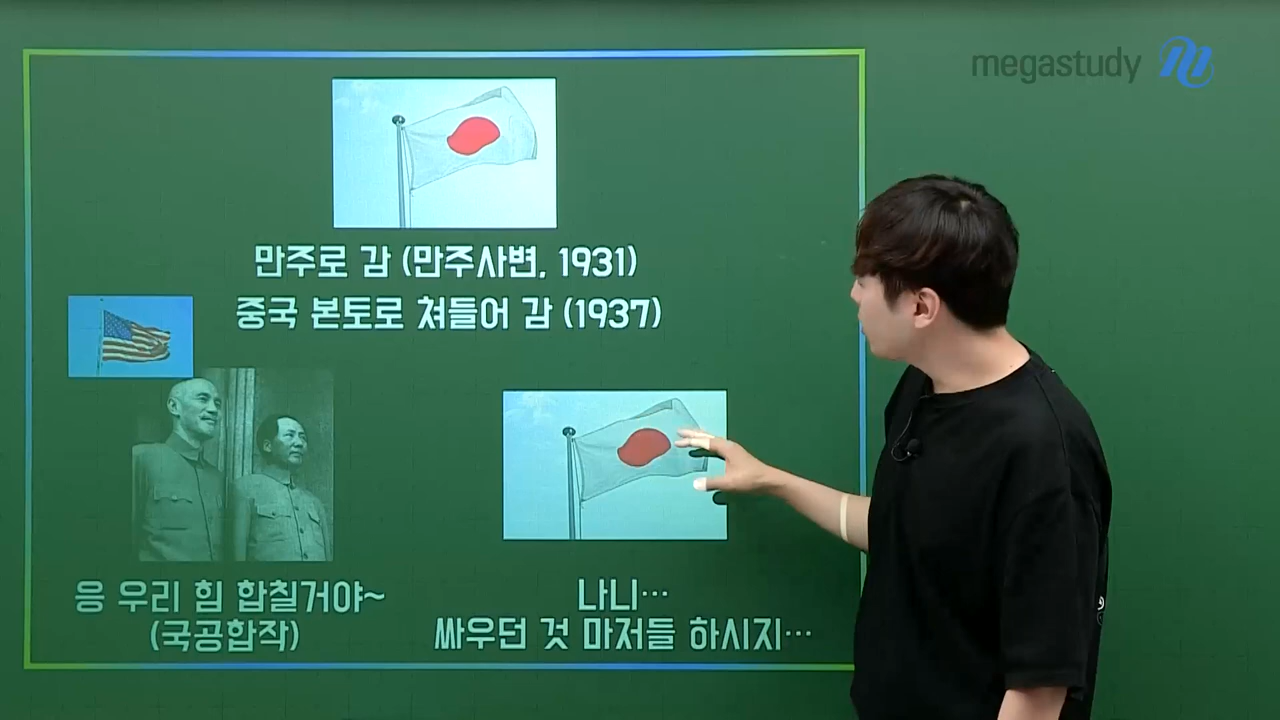 megastudy
만주로 감 (만주사변, 1931)
중국 본토로 쳐들어 감 (1937)
응 우리 힘 합칠거야~
(국공합작)
나니…
싸우던 것 마저들 하시지…